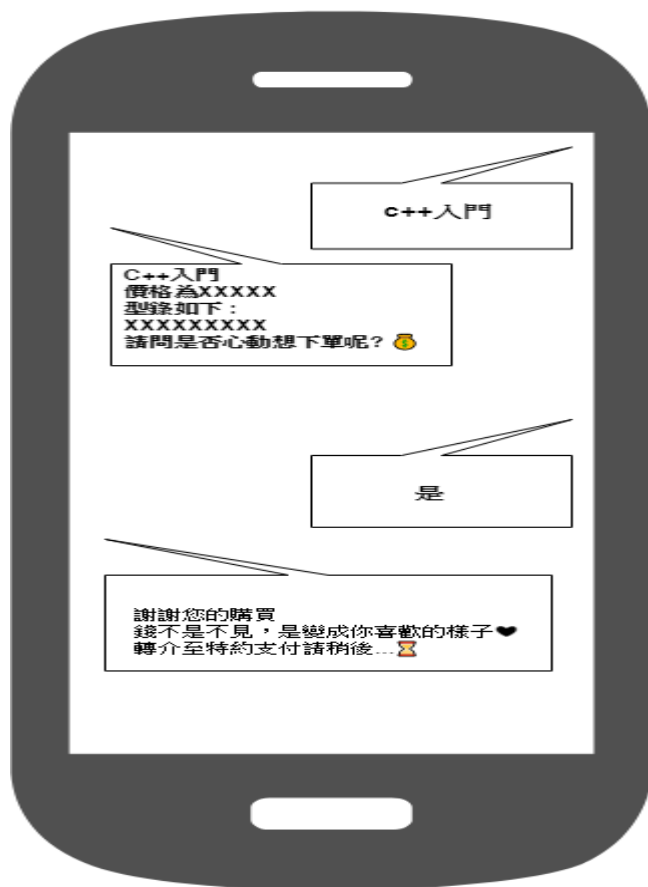 c++入門
C++入門
價格為XXXXX
型錄如下：
XXXXXXXXX
請問是否心動想下單呢? 💰
是
謝謝您的購買
錢不是不見，是變成你喜歡的樣子❤
轉介至特約支付請稍後...⏳